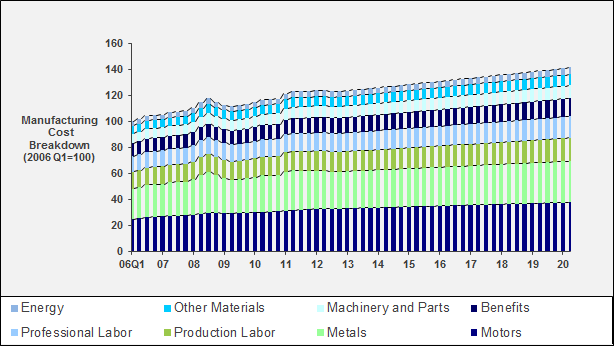 160
140
120
100
80
60
40
20
0
Manufacturing
Cost
Breakdown
(2006 Q1=100)
06Q1 07 08 09 10 11 12 13 14 15 16 17 18 19 20
Energy Other Materials Machinery and Parts Benefits
Professional Labor Production Labor Metals Motors